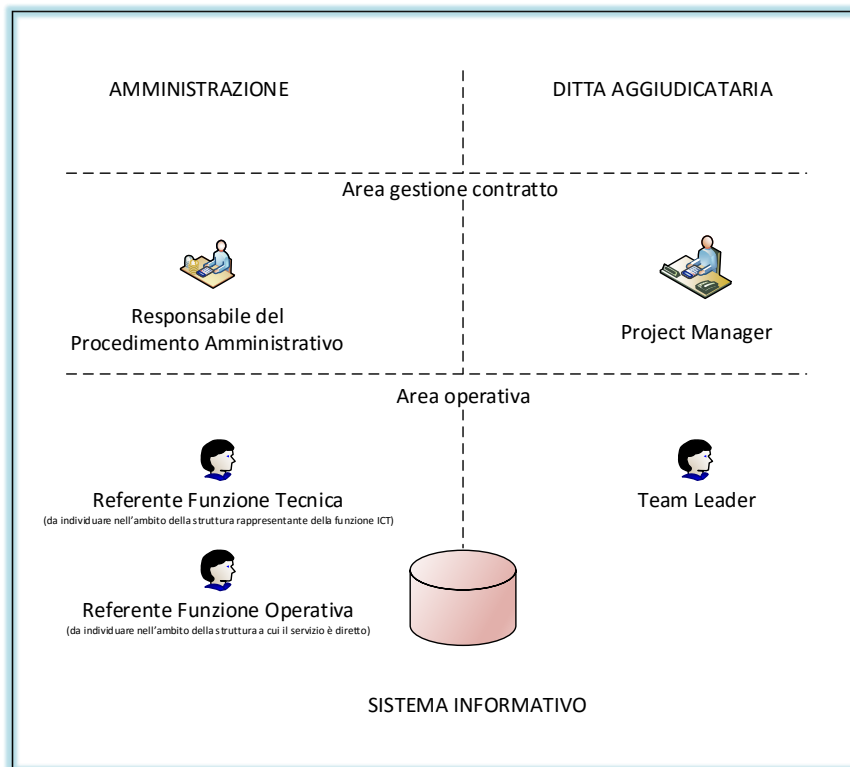 AMMINISTRAZIONE
DITTA AGGIUDICATARIA
Area gestione contratto
Responsabile del
Procedimento Amministrativo
Project Manager
Area operativa
Referente Funzione Tecnica
(da individuare nell'ambito della struttura rappresentante della funzione ICT)
Team Leader
Referente Funzione Operativa
(da individuare nell'ambito della struttura a cui il servizio è diretto)
SISTEMA INFORMATIVO